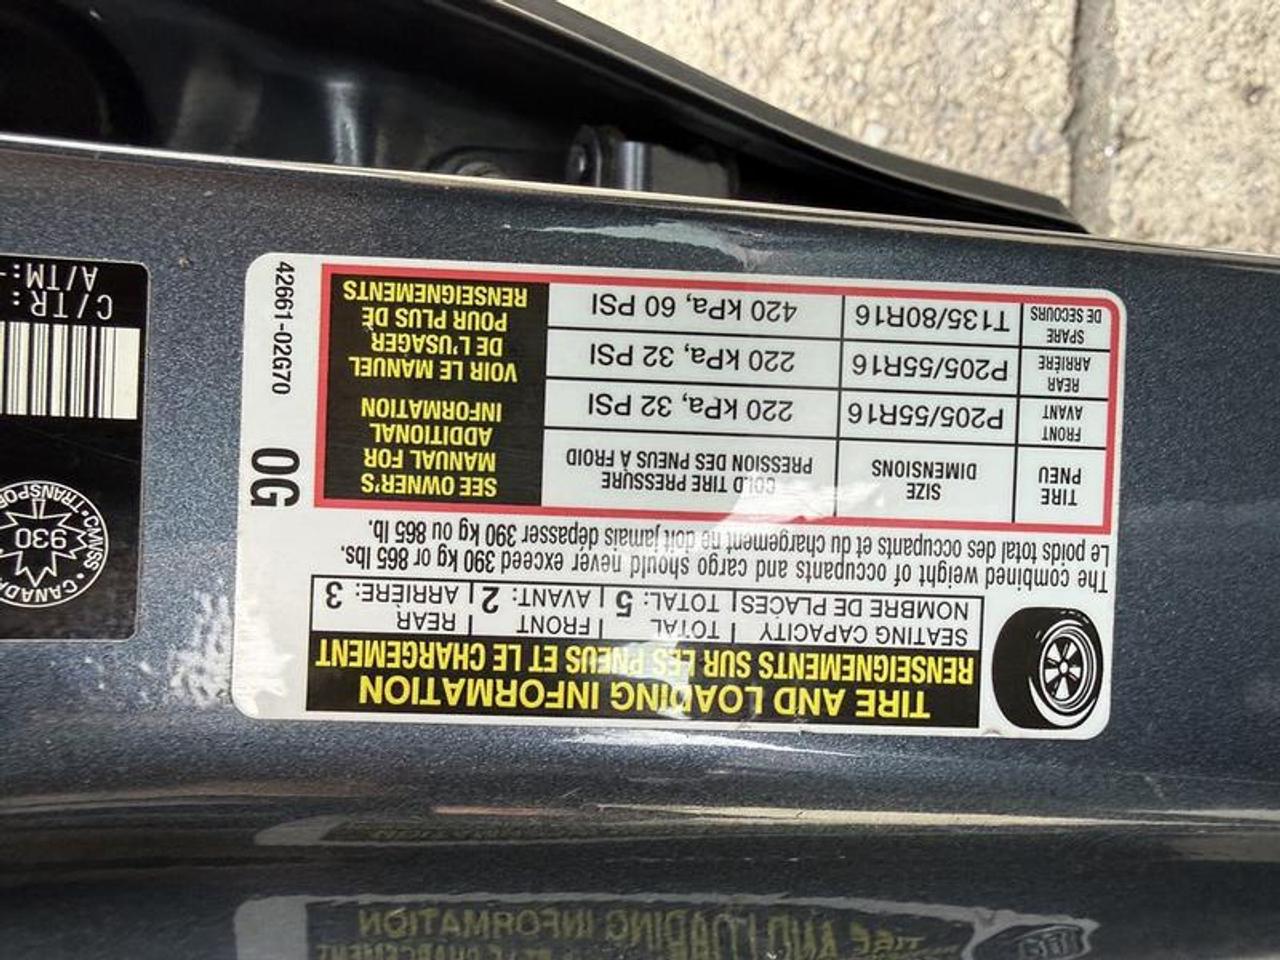 TIRE AND LOADING INFORMATION
RENSEIGNEMENTS SUR LES PNEUS ET LE CHARGEMENT
SEATING CAPACITY | TOTAL | FRONT | REAR
NOMBRE DE PLACES | TOTAL: 5 | AVANT: 2 | ARRIÈRE: 3
The combined weight of occupants and cargo should never exceed 390 kg or 865 lbs.
Le poids total des occupants et du chargement ne doit jamais dépasser 390 kg ou 865 lb.
TIRE
PNEU
SIZE
DIMENSIONS
COLD TIRE PRESSURE
PRESSION DES PNEUS À FROID
FRONT
AVANT
P205/55R16
220 kPa, 32 PSI
REAR
ARRIÈRE
P205/55R16
220 kPa, 32 PSI
SPARE
DE SECOURS
T135/80R16
420 kPa, 60 PSI
SEE OWNER'S
MANUAL FOR
ADDITIONAL
INFORMATION
VOIR LE MANUEL
DE L'USAGER
POUR PLUS DE
RENSEIGNEMENTS
0G
42661-02G70
C/TR:
A/TM:
930
CANADA
TRANSPOR
CMVSS